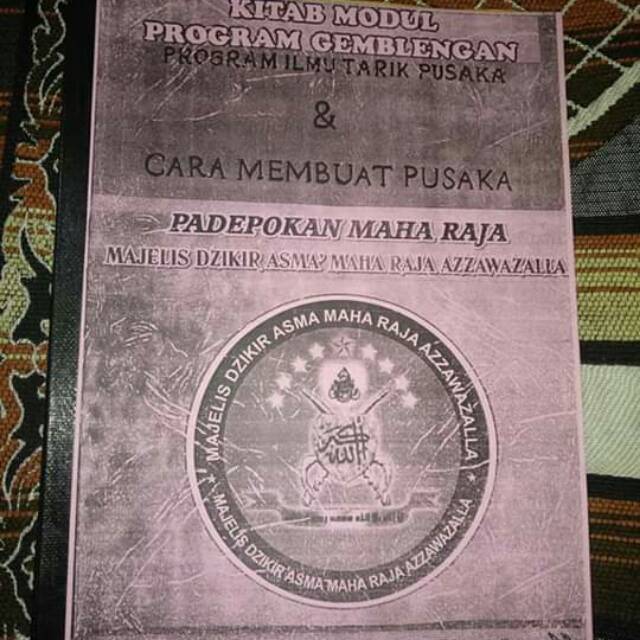 KITAB MODUL
PROGRAM GEMBLENGAN
PROGRAM ILMU TARIK PUSAKA
&
CARA MEMBUAT PUSAKA
PADEPOKAN MAHA RAJA
MAJELIS DZIKIR ASMA' MAHA RAJA AZZAWAZALLA
MAJELIS DZIKIR ASMA MAHA RAJA AZZAWAZALLA
MAJELIS DZIKIR ASMA MAHA RAJA AZZAWAZALLA